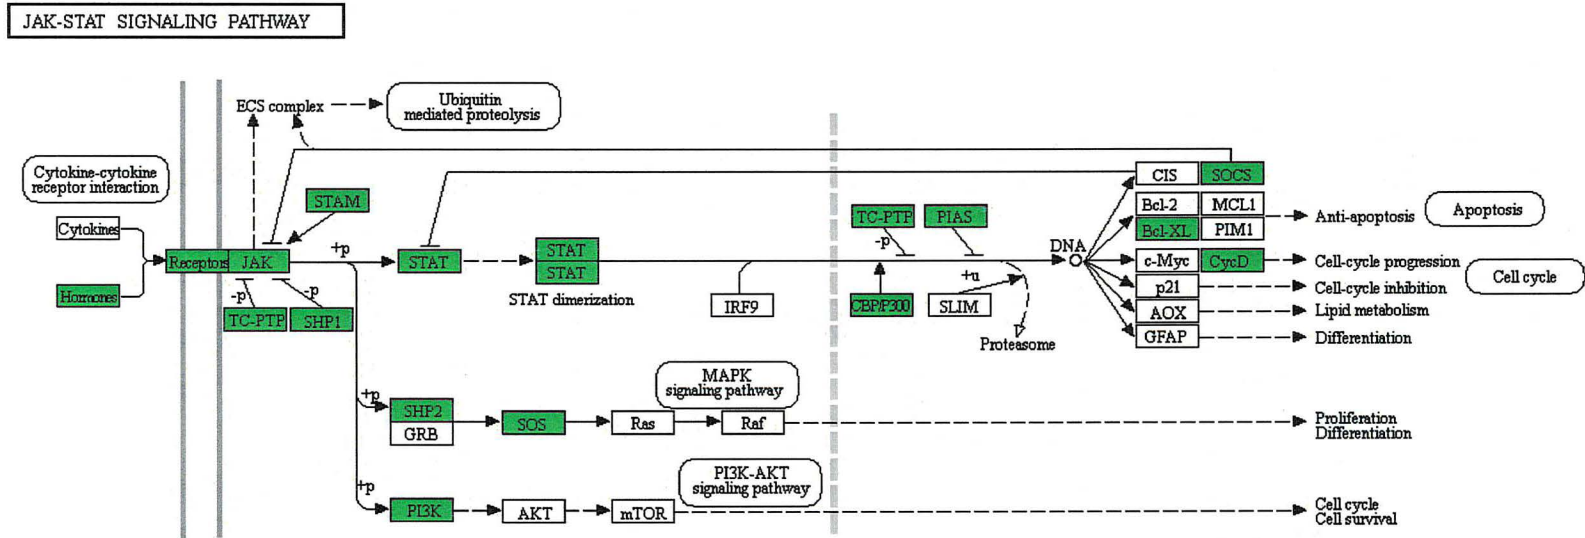 JAK-STAT SIGNALING PATHWAY
ECS complex
Ubiquitin
mediated proteolysis
Cytokine-cytokine
receptor interaction
Cytokines
Hormones
Receptors
JAK
STAM
+p
STAT
STAT
STAT
STAT dimerization
-p
TC-PTP
-p
SHP1
IRF9
TC-PTP
-p
PIAS
CBP/P300
+u
SLIM
Proteasome
DNA
CIS
SOCS
Bcl-2
MCL1
Bcl-XL
PIM1
Anti-apoptosis
Apoptosis
c-Myc
CycD
Cell-cycle progression
Cell cycle
p21
Cell-cycle inhibition
AOX
Lipid metabolism
GFAP
Differentiation
+p
SHP2
GRB
SOS
Ras
Raf
MAPK
signaling pathway
Proliferation
Differentiation
+p
PI3K
AKT
mTOR
PI3K-AKT
signaling pathway
Cell cycle
Cell survival